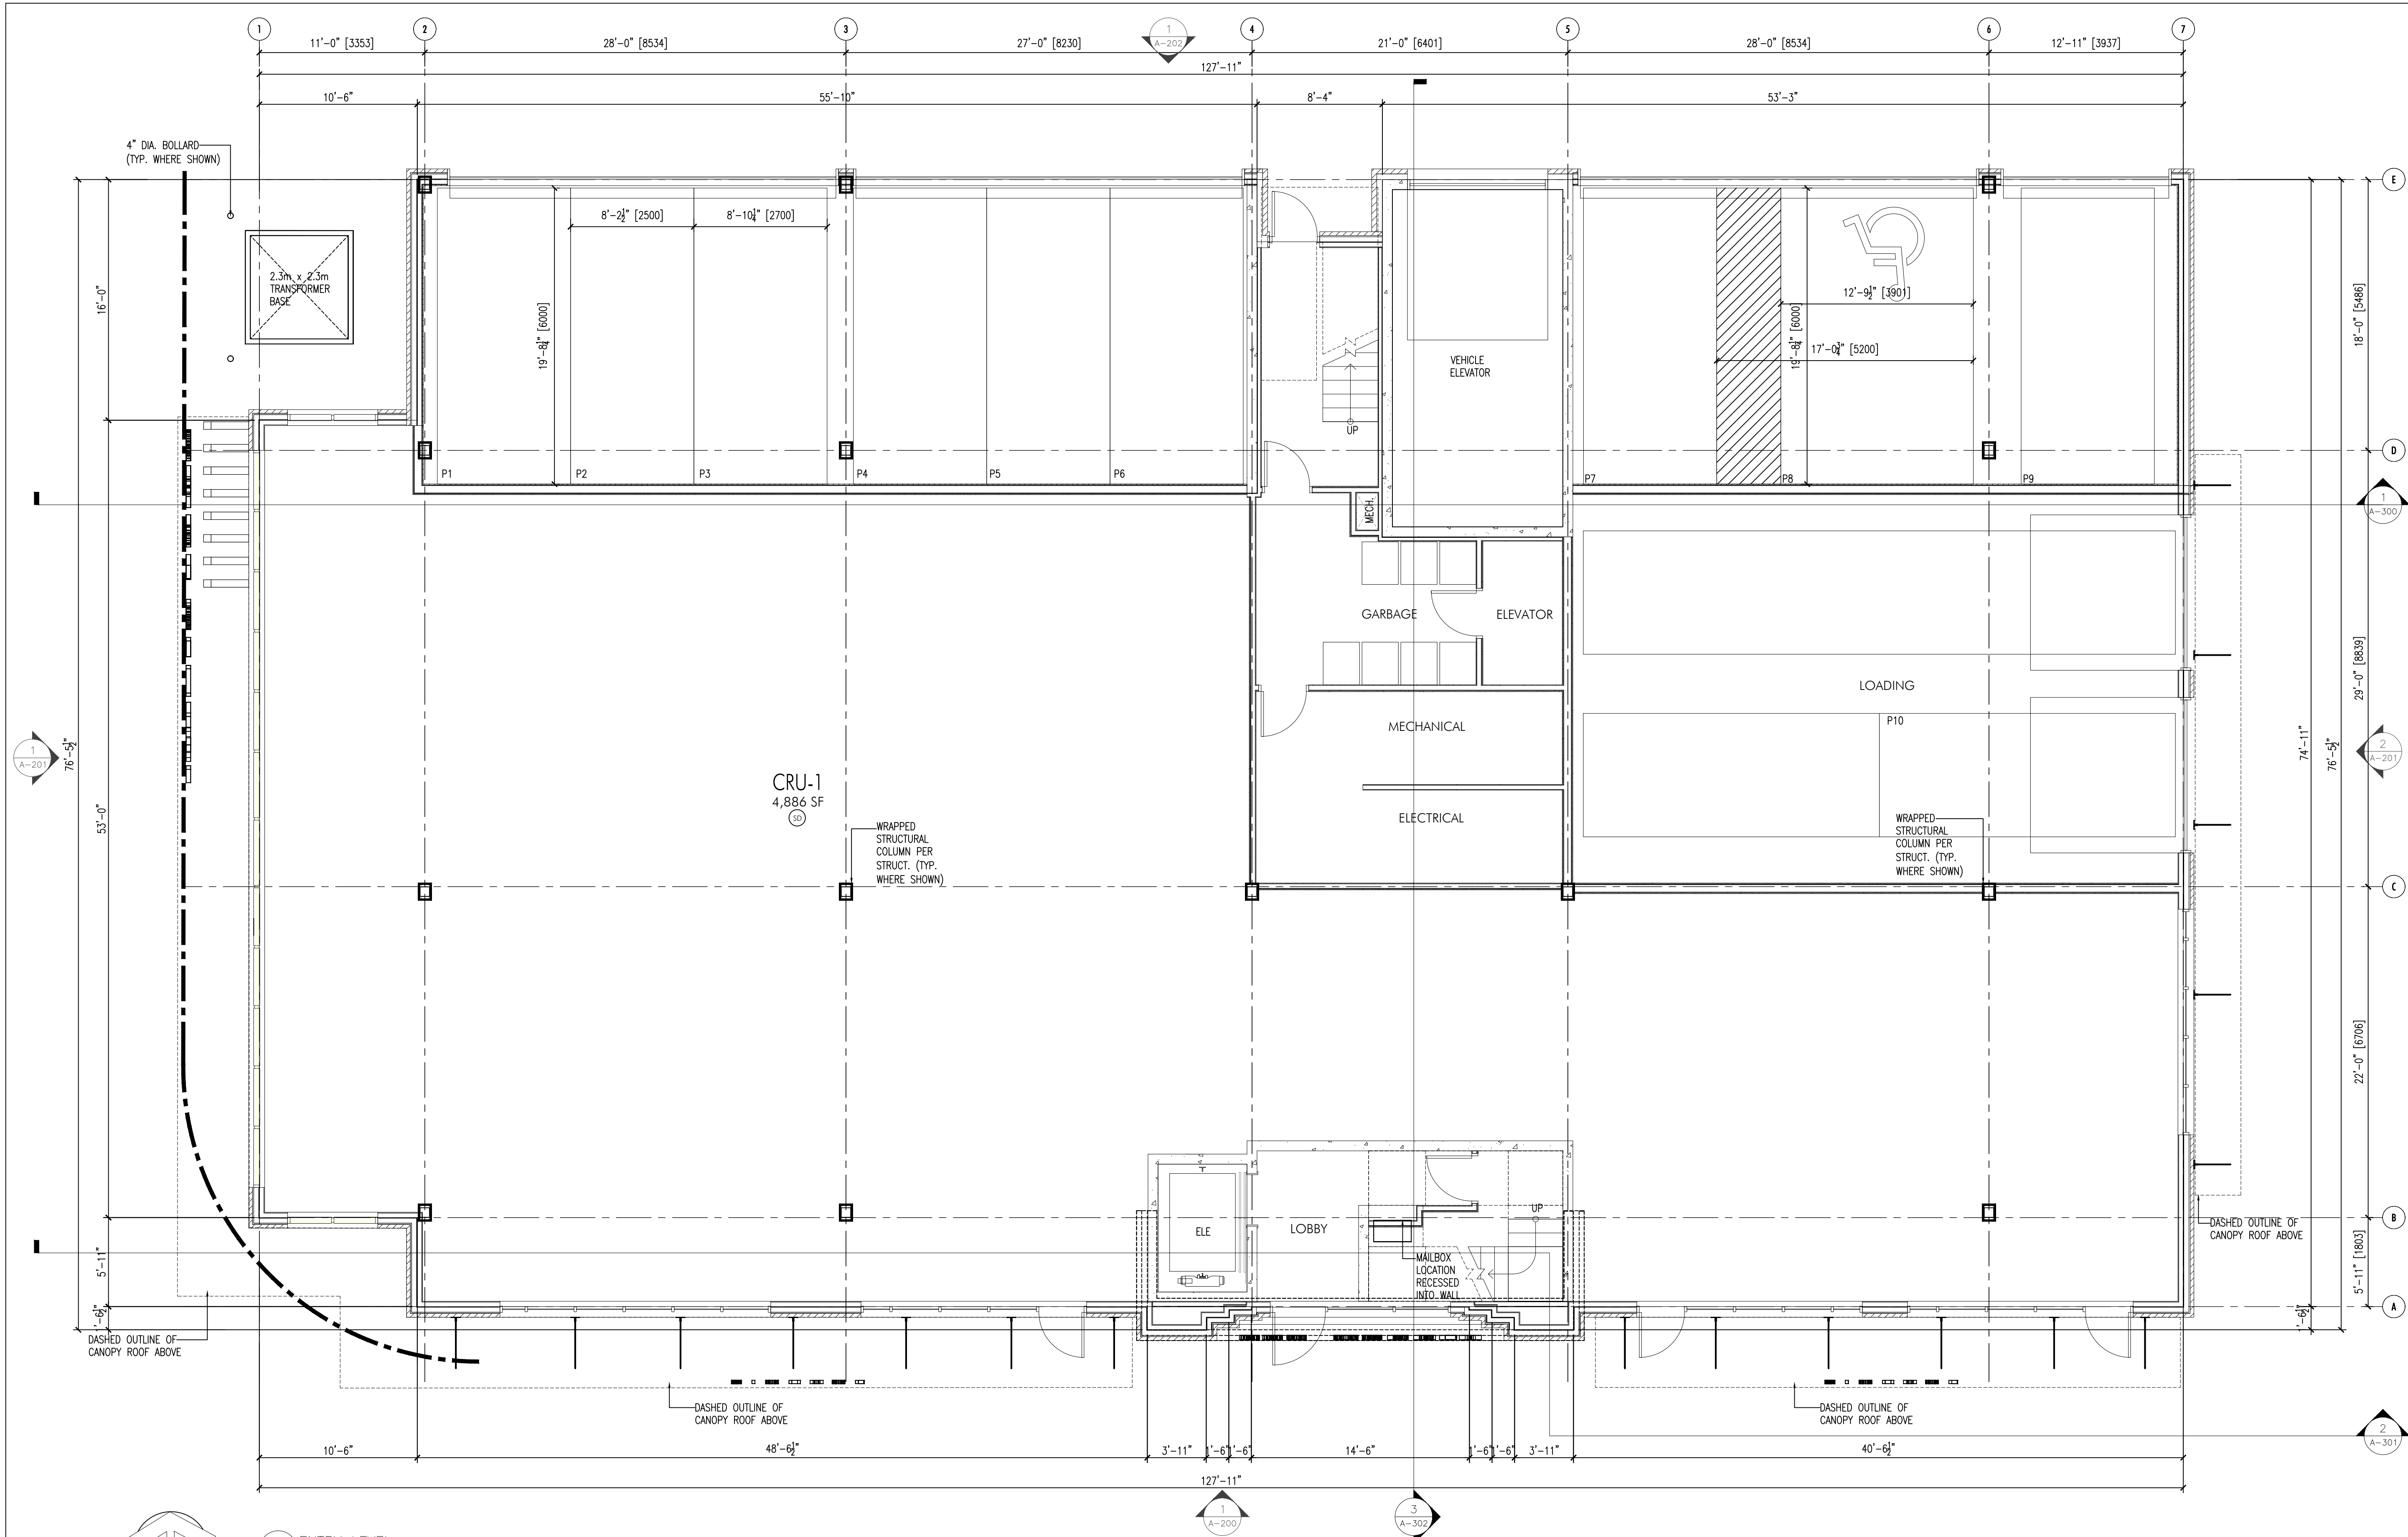 1
2
3
4
5
6
7
11'-0" [3353]
28'-0" [8534]
27'-0" [8230]
1
A-202
21'-0" [6401]
28'-0" [8534]
12'-11" [3937]
127'-11"
10'-6"
55'-10"
8'-4"
53'-3"
4" DIA. BOLLARD
(TYP. WHERE SHOWN)
E
8'-2½" [2500]
8'-10¼" [2700]
2.3m x 2.3m
TRANSFORMER
BASE
16'-0"
19'-8¼" [6000]
VEHICLE
ELEVATOR
12'-9½" [3901]
19'-8¼" [6000]
17'-0¾" [5200]
18'-0" [5486]
UP
D
P1
P2
P3
P4
P5
P6
P7
P8
P9
MECH.
1
A-300
GARBAGE
ELEVATOR
LOADING
29'-0" [8839]
MECHANICAL
P10
1
A-201
76'-5½"
74'-11"
76'-5½"
2
A-201
CRU-1
4,886 SF
SD
53'-0"
ELECTRICAL
WRAPPED
STRUCTURAL
COLUMN PER
STRUCT. (TYP.
WHERE SHOWN)
WRAPPED
STRUCTURAL
COLUMN PER
STRUCT. (TYP.
WHERE SHOWN)
C
22'-0" [6706]
UP
ELE
LOBBY
B
DASHED OUTLINE OF
CANOPY ROOF ABOVE
MAILBOX
LOCATION
RECESSED
INTO WALL
5'-11"
5'-11" [1803]
A
1'-6½"
1'-6½"
DASHED OUTLINE OF
CANOPY ROOF ABOVE
DASHED OUTLINE OF
CANOPY ROOF ABOVE
DASHED OUTLINE OF
CANOPY ROOF ABOVE
2
A-301
10'-6"
48'-6½"
3'-11"
1'-6"
1'-6"
14'-6"
1'-6"
1'-6"
3'-11"
40'-6½"
127'-11"
1
A-200
3
A-302